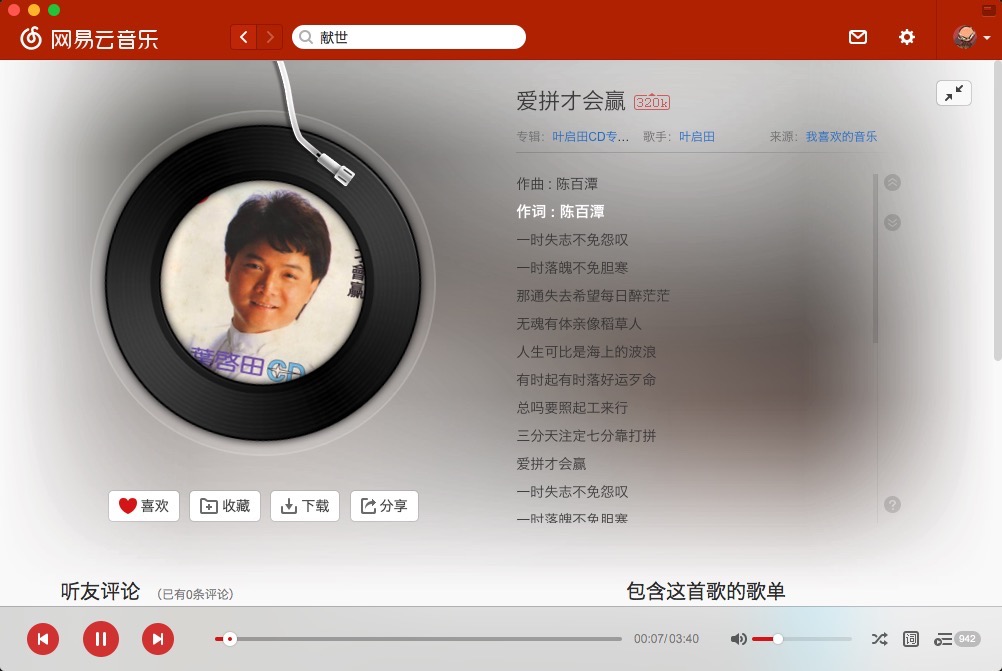 网易云音乐
献世
爱拼才会赢 320k
专辑: 叶启田CD专... 歌手: 叶启田 来源: 我喜欢的音乐
作曲 : 陈百潭
作词 : 陈百潭
一时失志不免怨叹
一时落魄不免胆寒
那通失去希望每日醉茫茫
无魂有体亲像稻草人
人生可比是海上的波浪
有时起有时落好运歹命
总吗要照起工来行
三分天注定七分靠打拼
爱拼才会赢
一时失志不免怨叹
一时落魄不免胆寒
會
赢
葉啓田CD
喜欢 收藏 下载 分享
?
听友评论 (已有0条评论)
包含这首歌的歌单
00:07/03:40
词
942